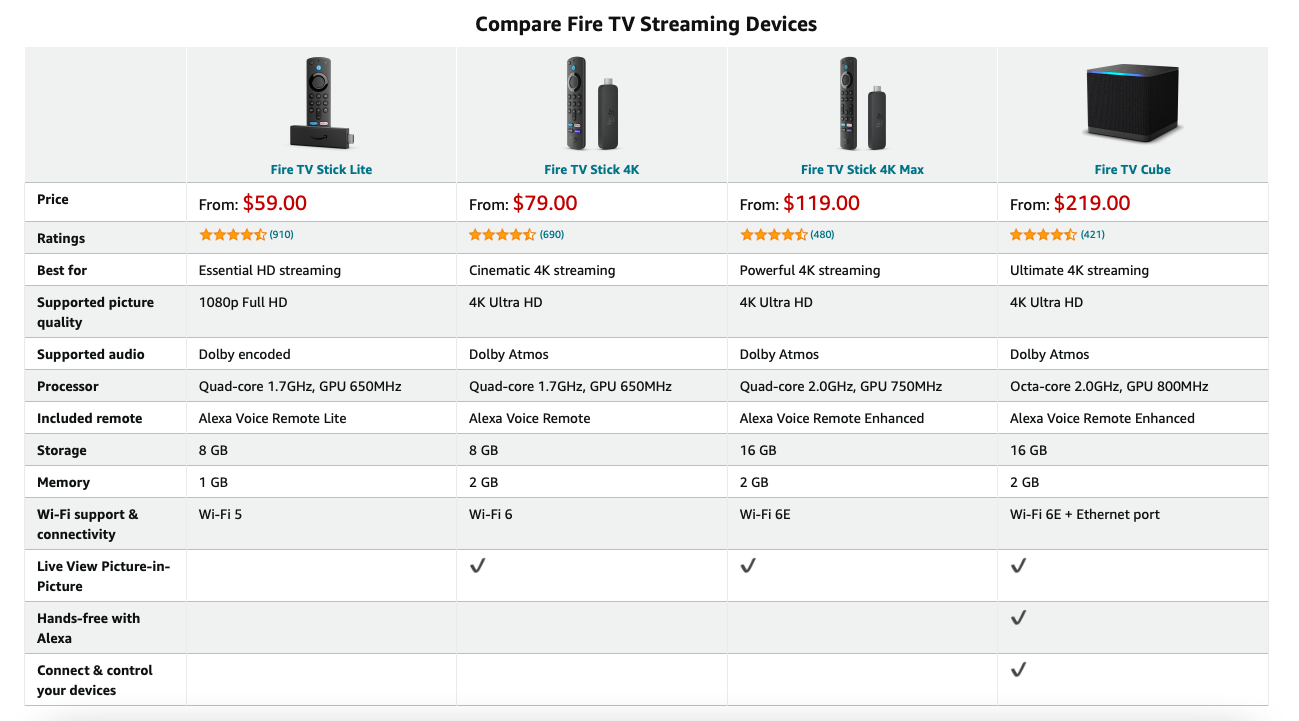 Compare Fire TV Streaming Devices
Fire TV Stick Lite Fire TV Stick 4K Fire TV Stick 4K Max Fire TV Cube
Price From: $59.00 From: $79.00 From: $119.00 From: $219.00
Ratings (910) (690) (480) (421)
Best for Essential HD streaming Cinematic 4K streaming Powerful 4K streaming Ultimate 4K streaming
Supported picture 1080p Full HD 4K Ultra HD 4K Ultra HD 4K Ultra HD
quality
Supported audio Dolby encoded Dolby Atmos Dolby Atmos Dolby Atmos
Processor Quad-core 1.7GHz, GPU 650MHz Quad-core 1.7GHz, GPU 650MHz Quad-core 2.0GHz, GPU 750MHz Octa-core 2.0GHz, GPU 800MHz
Included remote Alexa Voice Remote Lite Alexa Voice Remote Alexa Voice Remote Enhanced Alexa Voice Remote Enhanced
Storage 8 GB 8 GB 16 GB 16 GB
Memory 1 GB 2 GB 2 GB 2 GB
Wi-Fi support & Wi-Fi 5 Wi-Fi 6 Wi-Fi 6E Wi-Fi 6E + Ethernet port
connectivity
Live View Picture-in- ✓ ✓ ✓
Picture
Hands-free with ✓
Alexa
Connect & control ✓
your devices